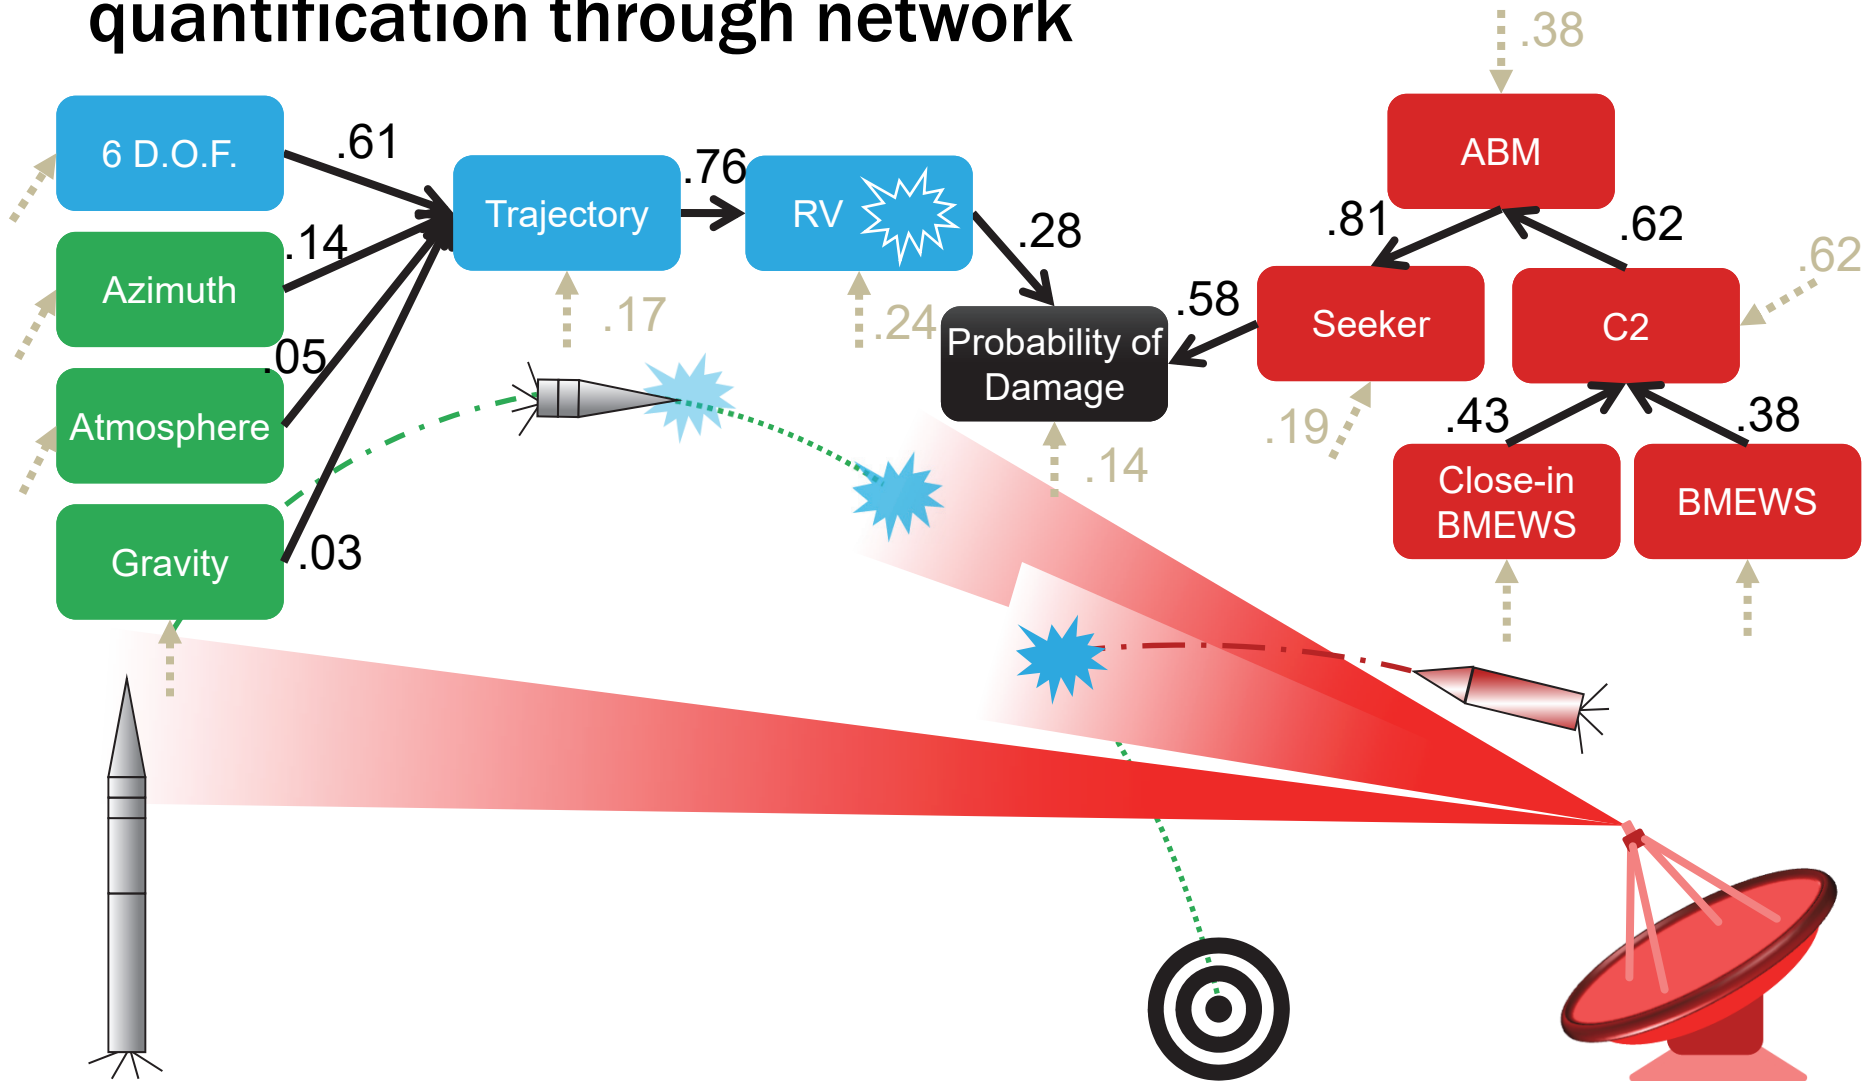 quantification through network
.38
6 D.O.F.
.61
ABM
.76
Trajectory
RV
.28
.81
.62
.62
.14
Azimuth
.17
.24
.58
Seeker
C2
Probability of
Damage
.05
Atmosphere
.19
.43
.38
.14
Close-in
BMEWS
BMEWS
Gravity
.03